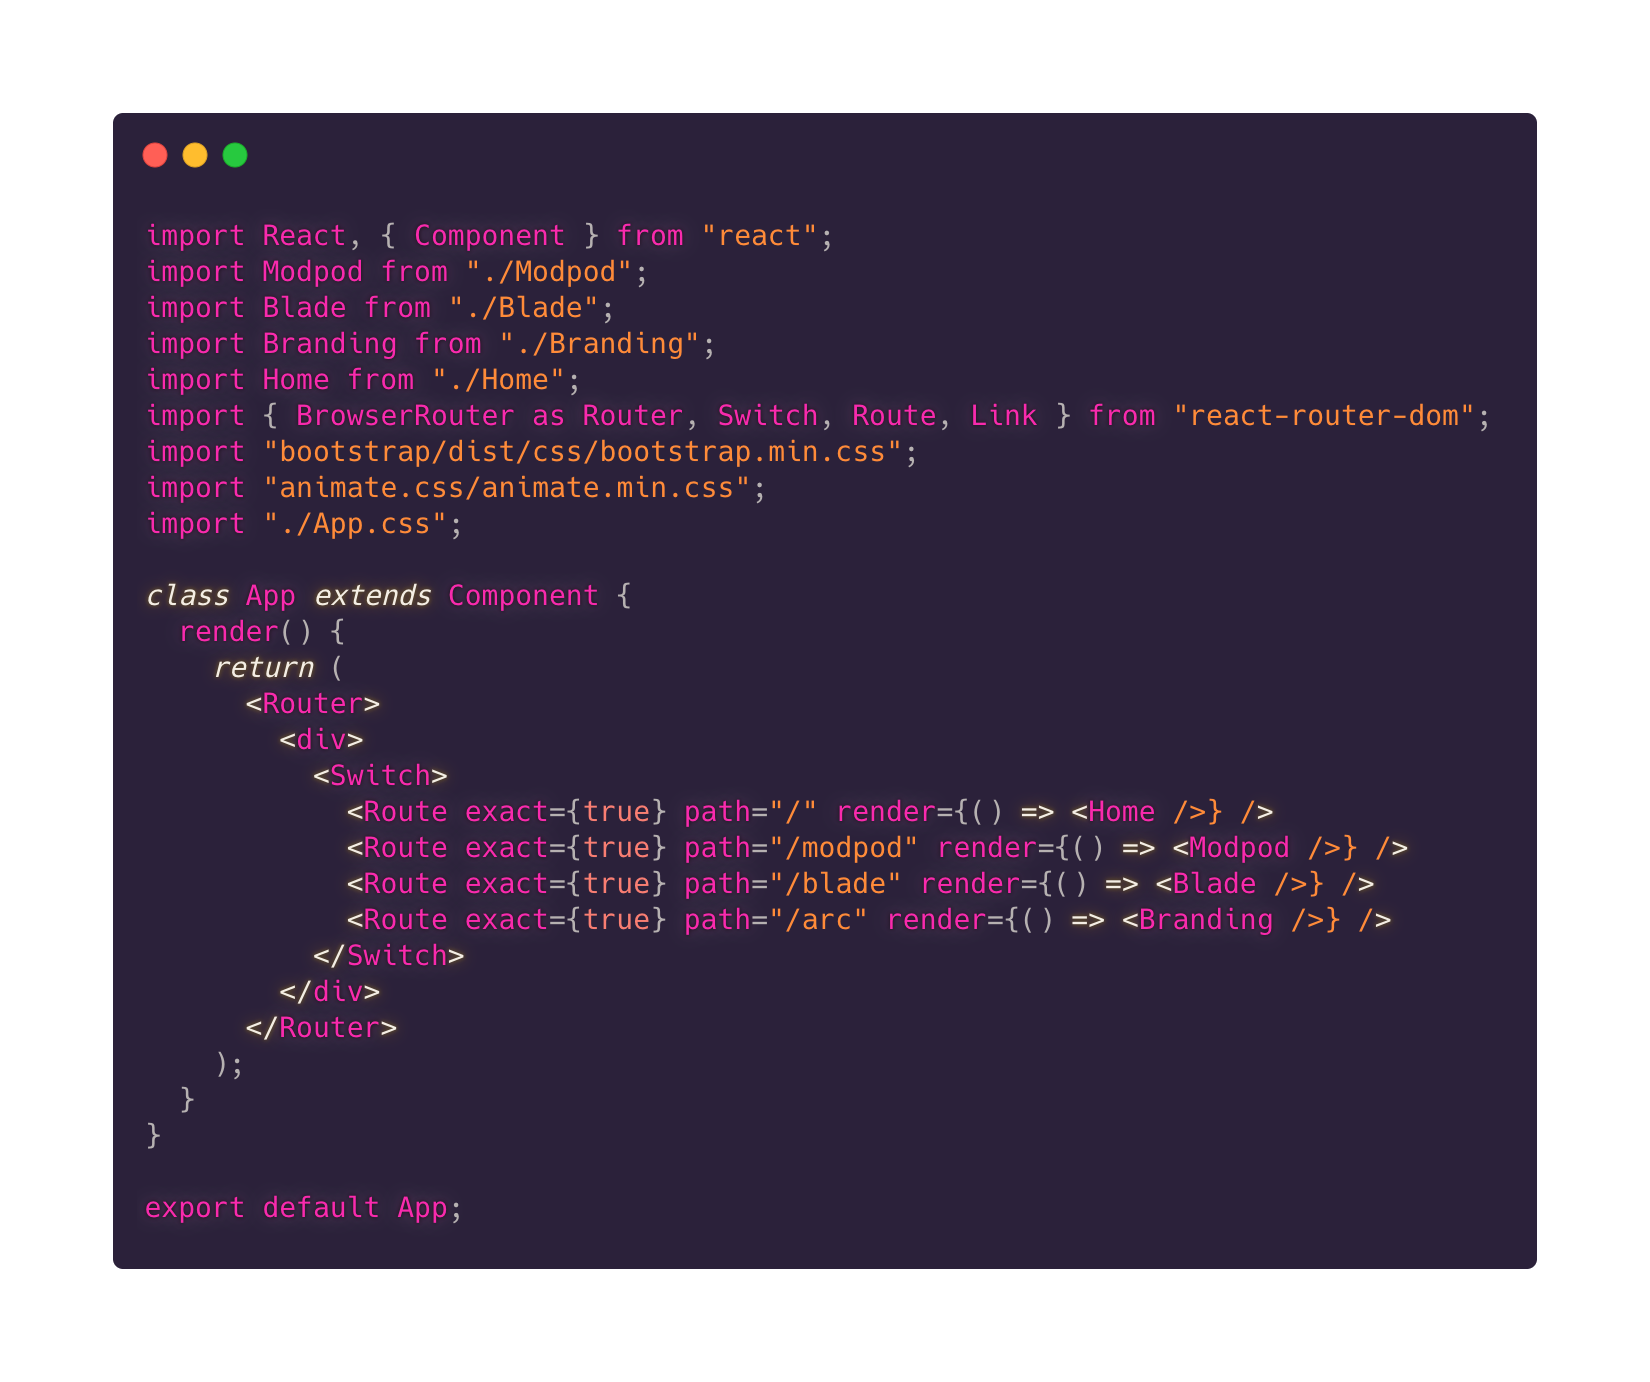 import React, { Component } from "react";
import Modpod from "./Modpod";
import Blade from "./Blade";
import Branding from "./Branding";
import Home from "./Home";
import { BrowserRouter as Router, Switch, Route, Link } from "react-router-dom";
import "bootstrap/dist/css/bootstrap.min.css";
import "animate.css/animate.min.css";
import "./App.css";

class App extends Component {
  render() {
    return (
      <Router>
        <div>
          <Switch>
            <Route exact={true} path="/" render={() => <Home />} />
            <Route exact={true} path="/modpod" render={() => <Modpod />} />
            <Route exact={true} path="/blade" render={() => <Blade />} />
            <Route exact={true} path="/arc" render={() => <Branding />} />
          </Switch>
        </div>
      </Router>
    );
  }
}

export default App;